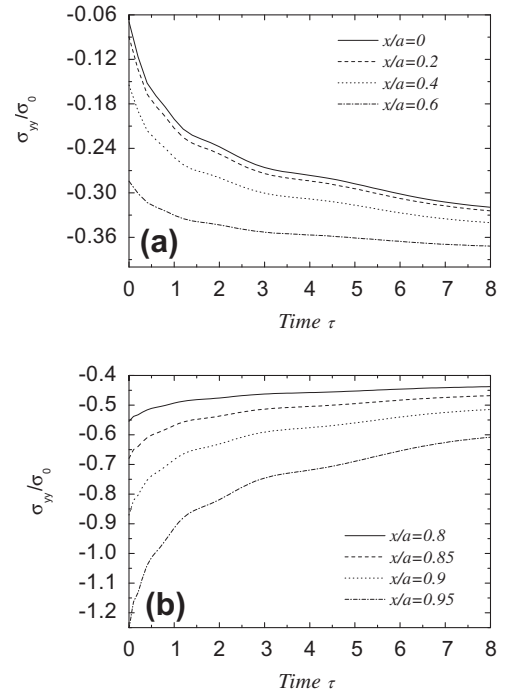 -0.06
-0.12
-0.18
-0.24
-0.30
-0.36
σyy/σ0
x/a=0
x/a=0.2
x/a=0.4
x/a=0.6
(a)
0 1 2 3 4 5 6 7 8
Time τ
-0.4
-0.5
-0.6
-0.7
-0.8
-0.9
-1.0
-1.1
-1.2
σyy/σ0
x/a=0.8
x/a=0.85
x/a=0.9
x/a=0.95
(b)
0 1 2 3 4 5 6 7 8
Time τ